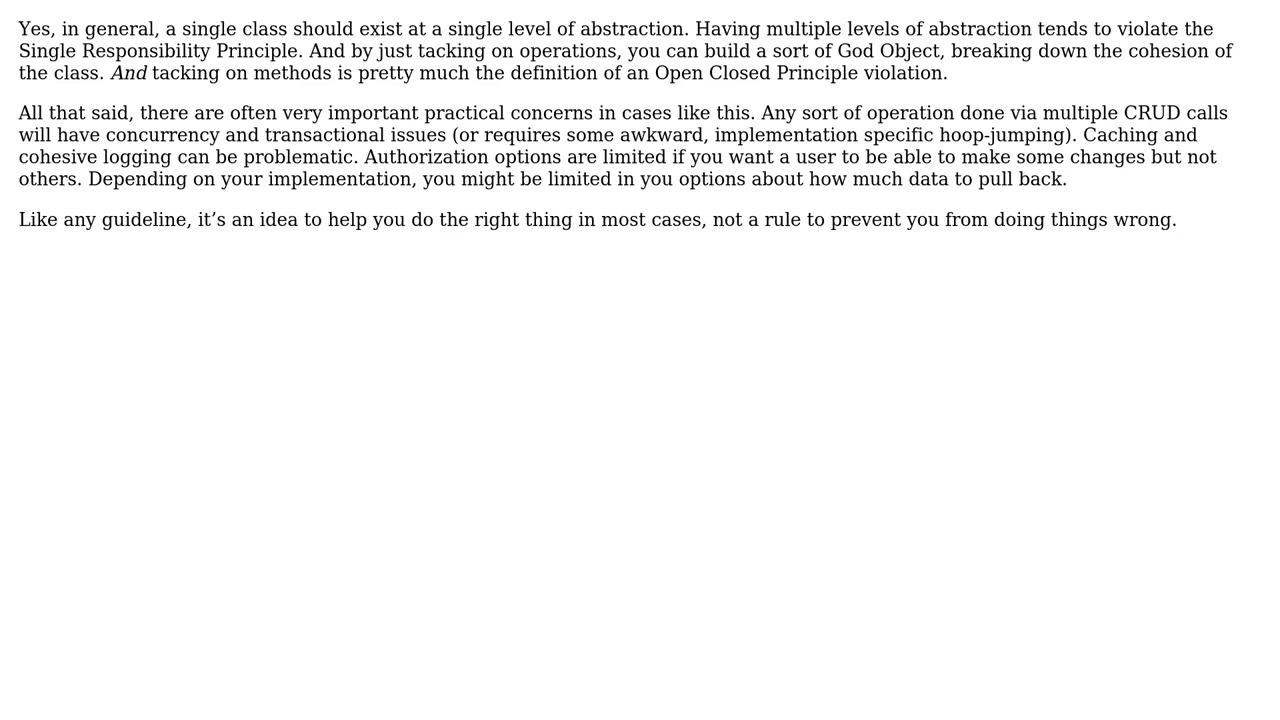 Yes, in general, a single class should exist at a single level of abstraction. Having multiple levels of abstraction tends to violate the
Single Responsibility Principle. And by just tacking on operations, you can build a sort of God Object, breaking down the cohesion of
the class. And tacking on methods is pretty much the definition of an Open Closed Principle violation.
All that said, there are often very important practical concerns in cases like this. Any sort of operation done via multiple CRUD calls
will have concurrency and transactional issues (or requires some awkward, implementation specific hoop-jumping). Caching and
cohesive logging can be problematic. Authorization options are limited if you want a user to be able to make some changes but not
others. Depending on your implementation, you might be limited in you options about how much data to pull back.
Like any guideline, it’s an idea to help you do the right thing in most cases, not a rule to prevent you from doing things wrong.